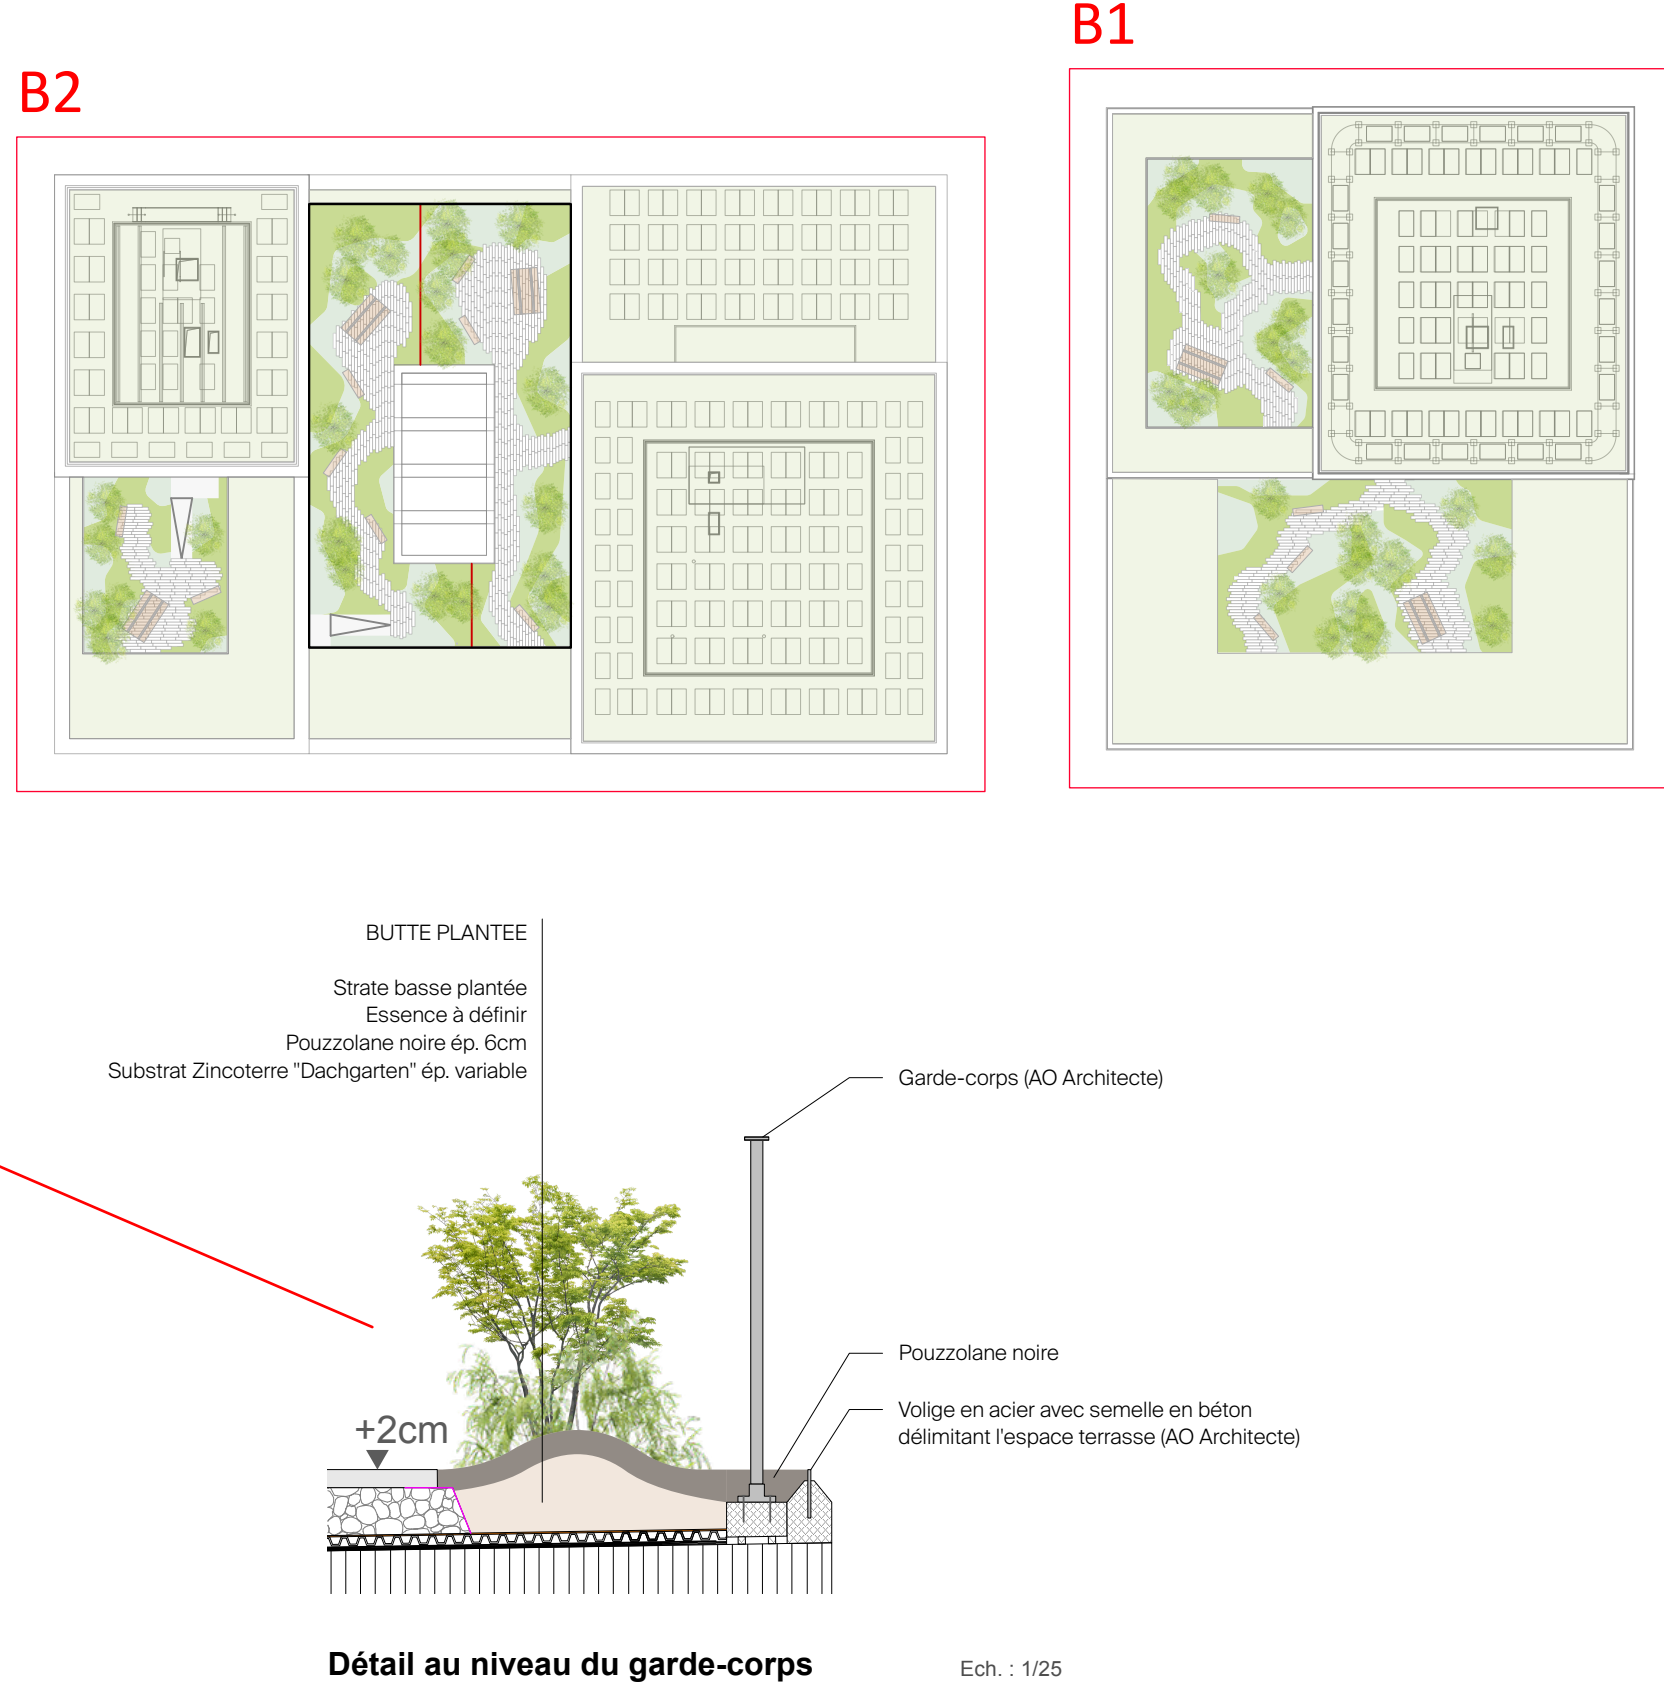 B1
B2
BUTTE PLANTEE
Strate basse plantée
Essence à définir
Pouzzolane noire ép. 6cm
Substrat Zincoterre "Dachgarten" ép. variable
Garde-corps (AO Architecte)
Pouzzolane noire
Volige en acier avec semelle en béton
délimitant l'espace terrasse (AO Architecte)
+2cm
Détail au niveau du garde-corps
Ech. : 1/25